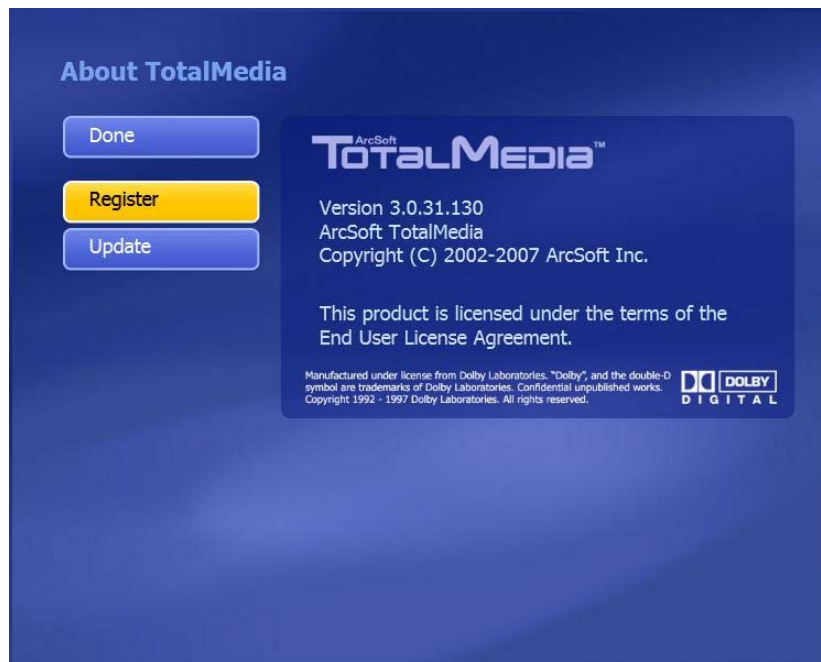 About TotalMedia
Done
Register
Update
ArcSoft
TOTALMEDIA™
Version 3.0.31.130
ArcSoft TotalMedia
Copyright (C) 2002-2007 ArcSoft Inc.
This product is licensed under the terms of the
End User License Agreement.
Manufactured under license from Dolby Laboratories. "Dolby", and the double-D
symbol are trademarks of Dolby Laboratories. Confidential unpublished works.
Copyright 1992 - 1997 Dolby Laboratories. All rights reserved.
DOLBY
DIGITAL